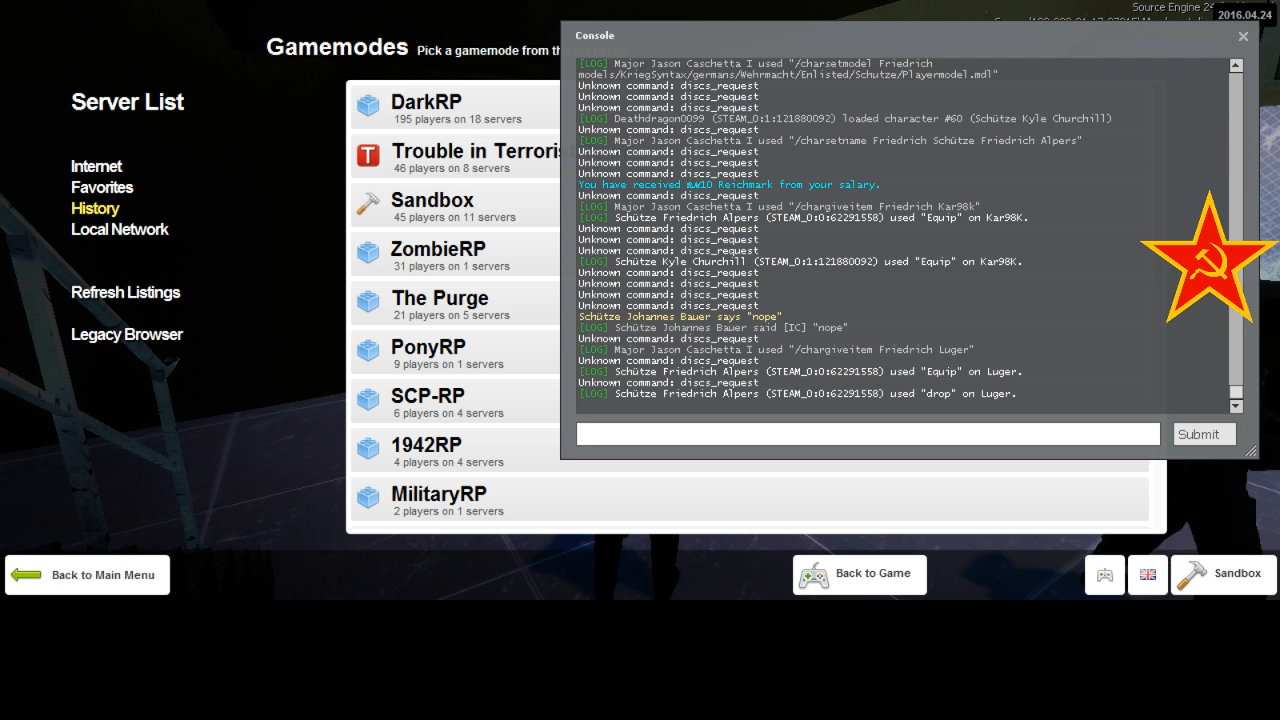 Source Engine 24
2016.04.24
Gamemodes Pick a gamemode from th
Server List
Internet
Favorites
History
Local Network
Refresh Listings
Legacy Browser
DarkRP
195 players on 18 servers
Trouble in Terroris
46 players on 8 servers
Sandbox
45 players on 11 servers
ZombieRP
31 players on 1 servers
The Purge
21 players on 5 servers
PonyRP
9 players on 1 servers
SCP-RP
6 players on 4 servers
1942RP
4 players on 4 servers
MilitaryRP
2 players on 1 servers
Console
[LOG] Major Jason Caschetta I used "/charsetmodel Friedrich
models/KriegSyntax/germans/Wehrmacht/Enlisted/Schutze/Playermodel.mdl"
Unknown command: discs_request
Unknown command: discs_request
Unknown command: discs_request
[LOG] Deathdragon0099 (STEAM_0:1:121880092) loaded character #60 (Schütze Kyle Churchill)
Unknown command: discs_request
[LOG] Major Jason Caschetta I used "/charsetname Friedrich Schütze Friedrich Alpers"
Unknown command: discs_request
Unknown command: discs_request
Unknown command: discs_request
You have received 10 Reichmark from your salary.
Unknown command: discs_request
[LOG] Major Jason Caschetta I used "/chargiveitem Friedrich Kar98k"
[LOG] Schütze Friedrich Alpers (STEAM_0:0:62291558) used "Equip" on Kar98K.
Unknown command: discs_request
Unknown command: discs_request
Unknown command: discs_request
[LOG] Schütze Kyle Churchill (STEAM_0:1:121880092) used "Equip" on Kar98K.
Unknown command: discs_request
Unknown command: discs_request
Unknown command: discs_request
Unknown command: discs_request
Schütze Johannes Bauer says "nope"
[LOG] Schütze Johannes Bauer said [IC] "nope"
Unknown command: discs_request
[LOG] Major Jason Caschetta I used "/chargiveitem Friedrich Luger"
Unknown command: discs_request
[LOG] Schütze Friedrich Alpers (STEAM_0:0:62291558) used "Equip" on Luger.
Unknown command: discs_request
[LOG] Schütze Friedrich Alpers (STEAM_0:0:62291558) used "drop" on Luger.
Submit
Back to Main Menu
Back to Game
Sandbox